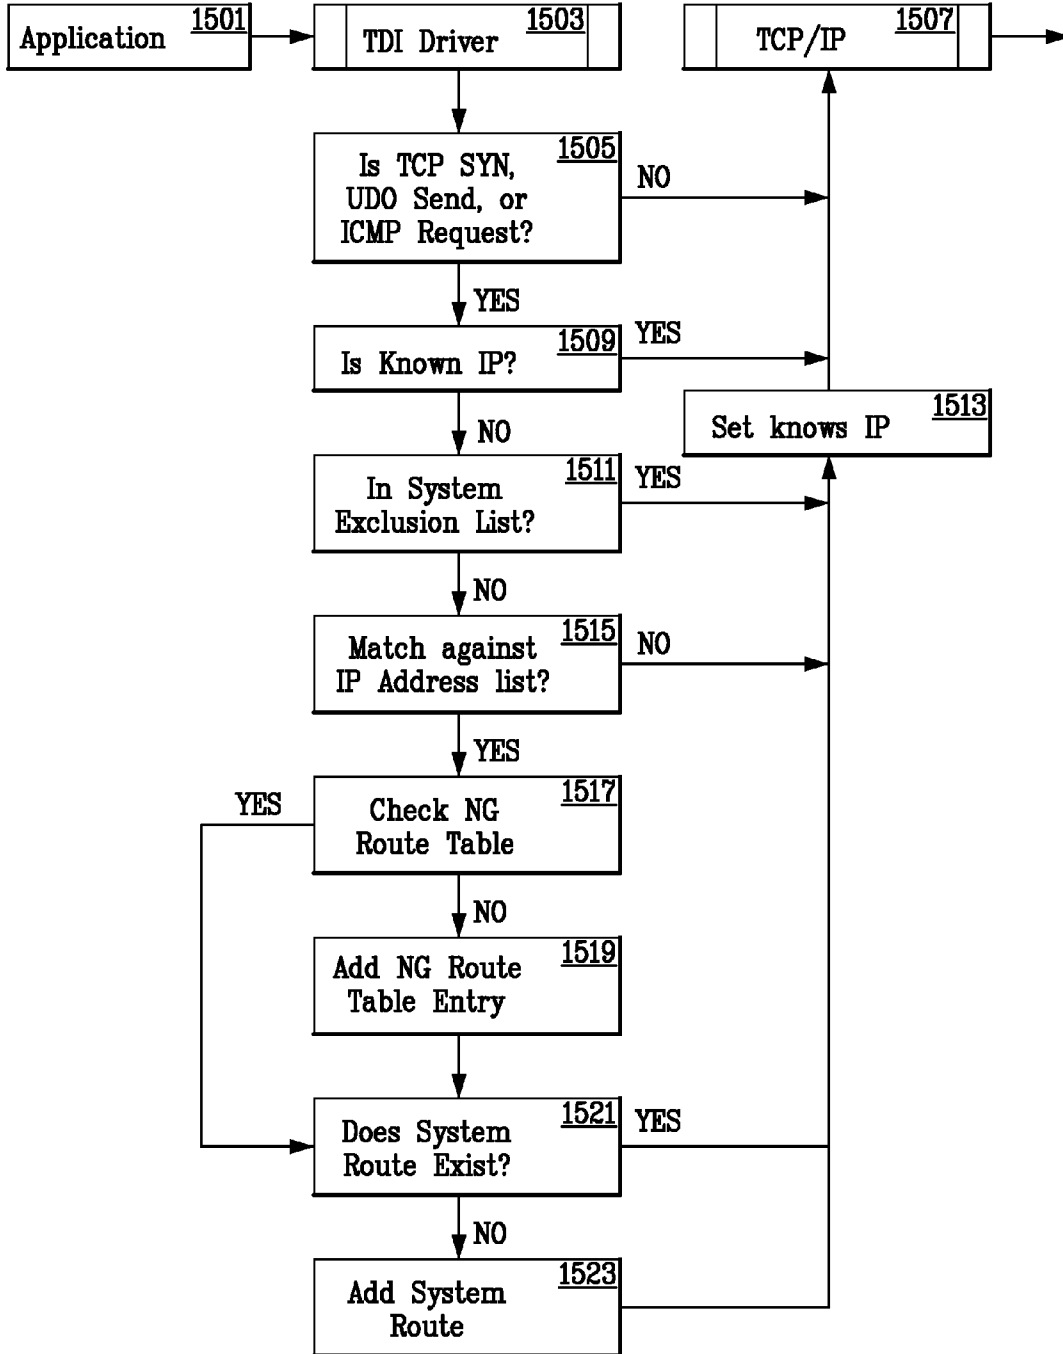 Application 1501
TDI Driver 1503
TCP/IP 1507
1505
Is TCP SYN,
UDO Send, or
ICMP Request?
NO
YES
1509
Is Known IP?
YES
NO
1513
Set knows IP
1511
In System
Exclusion List?
YES
NO
1515
Match against
IP Address list?
NO
YES
1517
Check NG
Route Table
YES
NO
1519
Add NG Route
Table Entry
1521
Does System
Route Exist?
YES
NO
1523
Add System
Route